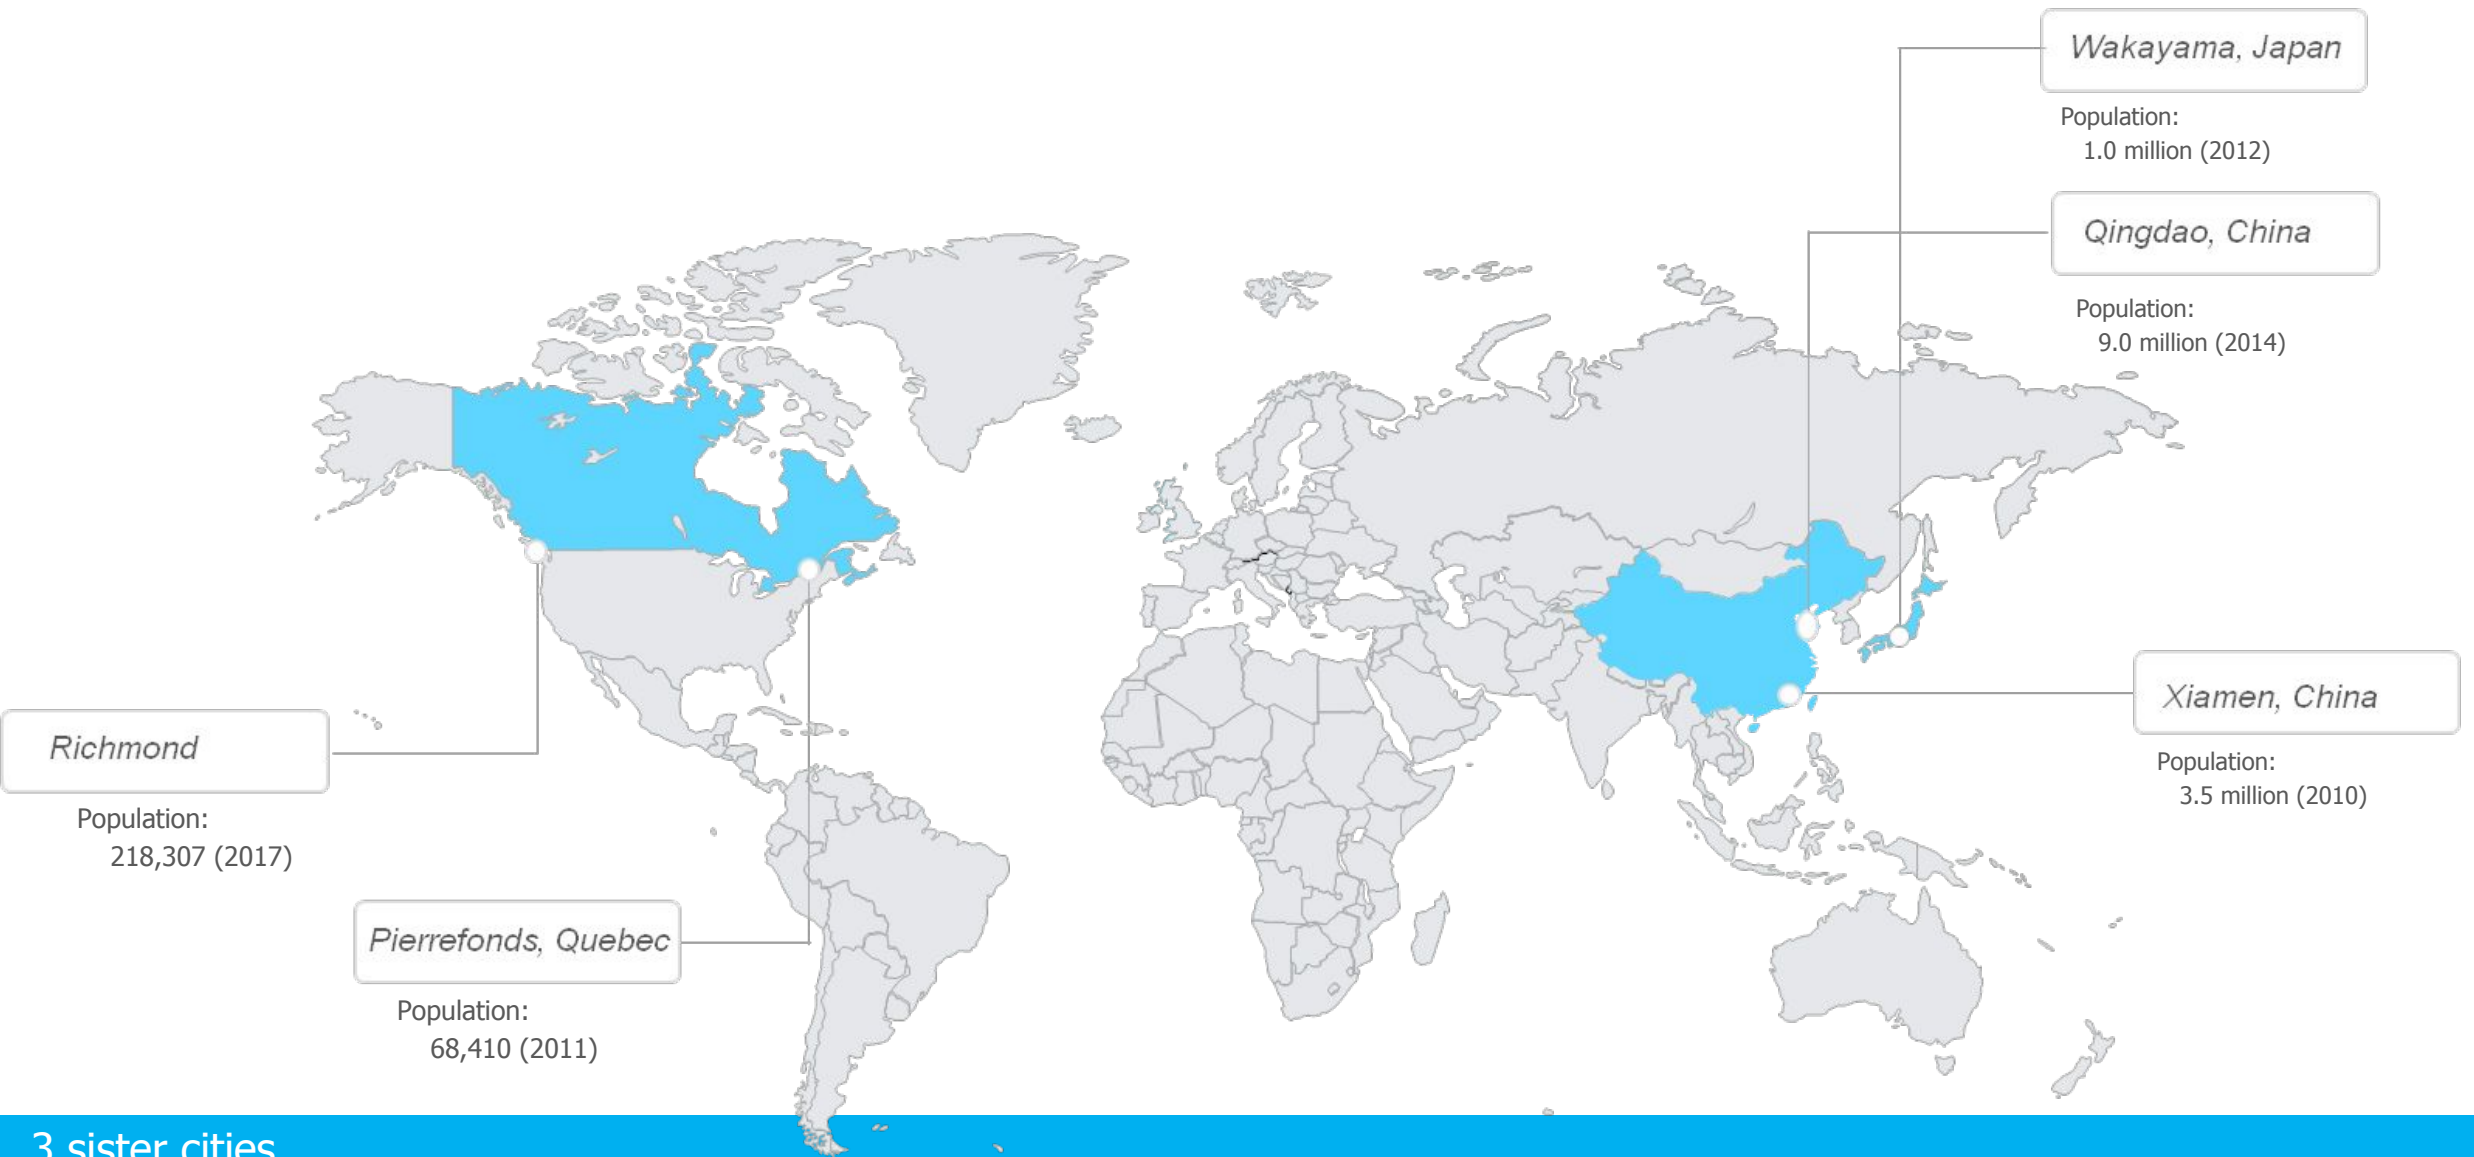 Wakayama, Japan
Population:
1.0 million (2012)
Qingdao, China
Population:
9.0 million (2014)
Xiamen, China
Population:
3.5 million (2010)
Richmond
Population:
218,307 (2017)
Pierrefonds, Quebec
Population:
68,410 (2011)
3 sister cities